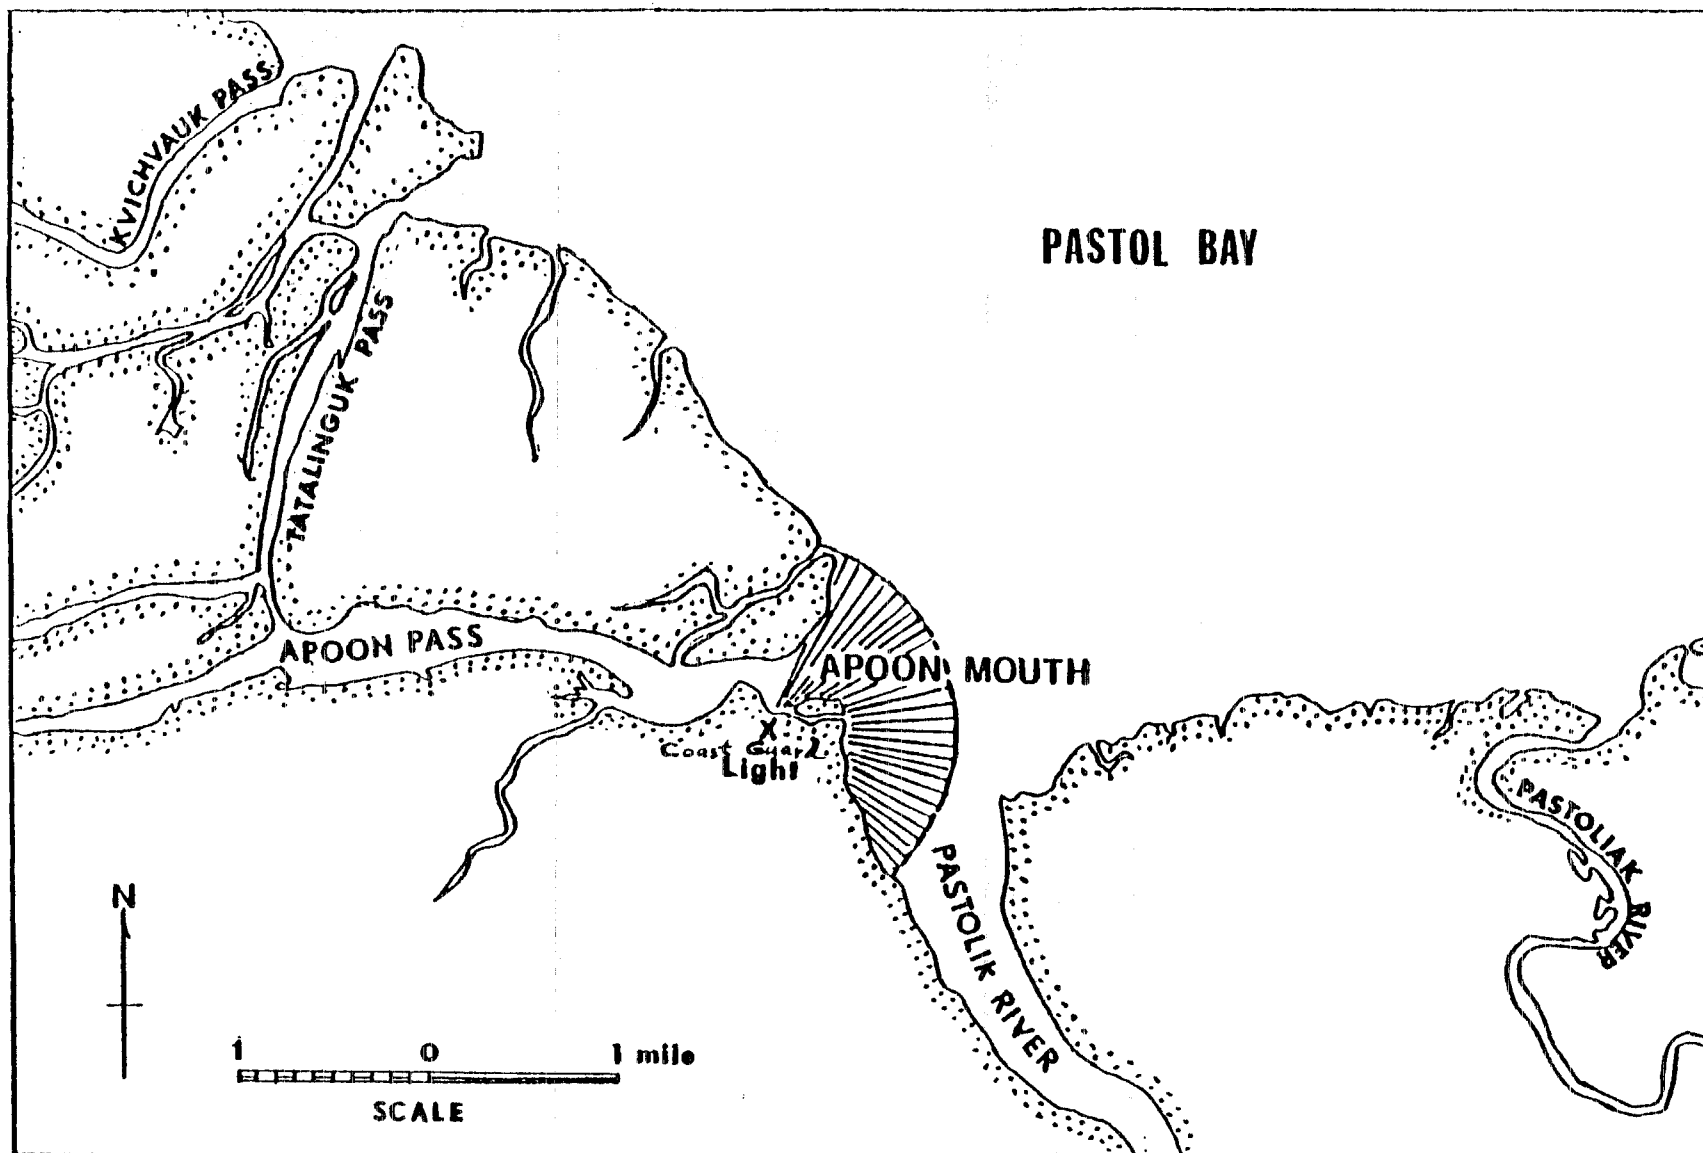 KVICHVAUK PASS
PASTOL BAY
TATALINGUK PASS
APOON PASS
APOON MOUTH
X
Coast Guard
Light
PASTOLIAK RIVER
PASTOLIK RIVER
N
1 0 1 mile
SCALE